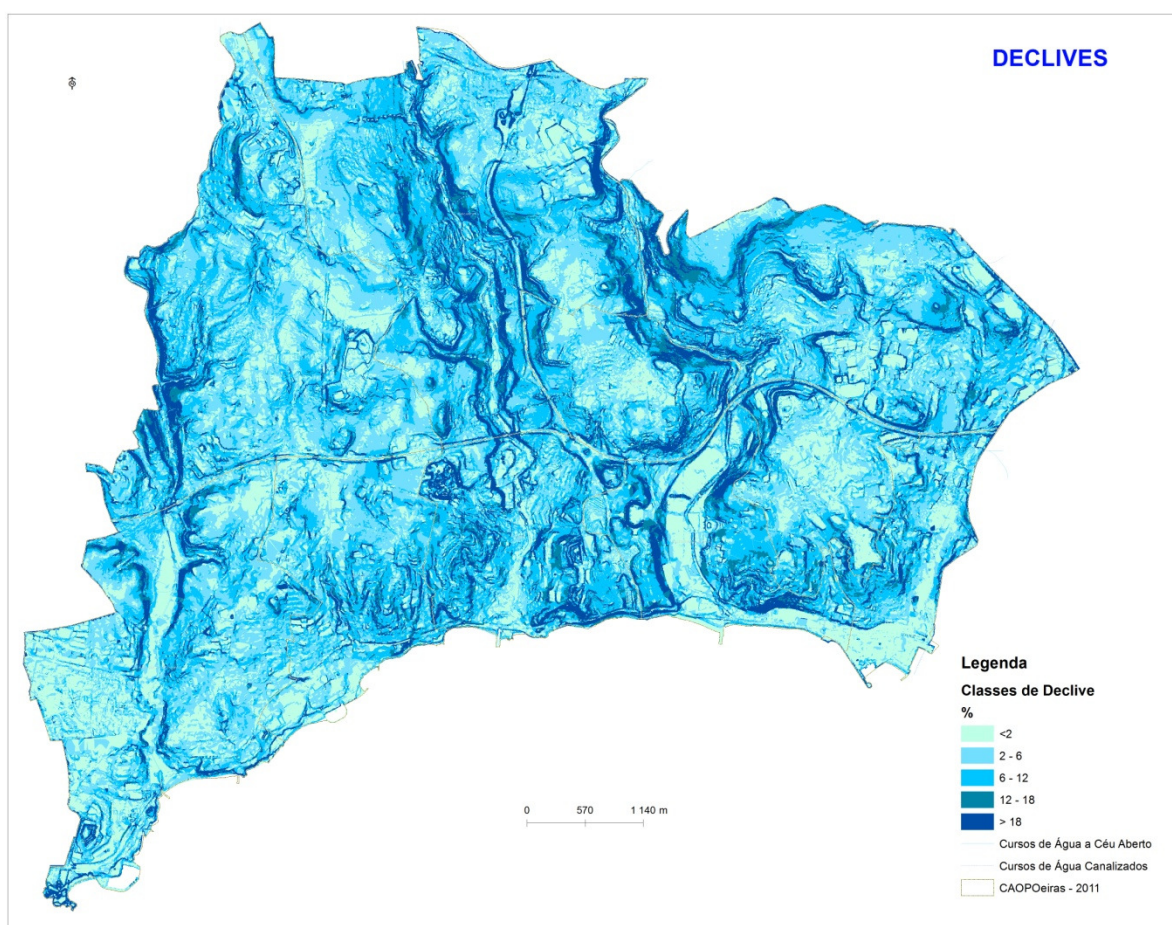 DECLIVES
Legenda
Classes de Declive
%
<2
2 - 6
6 - 12
12 - 18
> 18
Cursos de Água a Céu Aberto
Cursos de Água Canalizados
CAOPOeiras - 2011
0 570 1 140 m